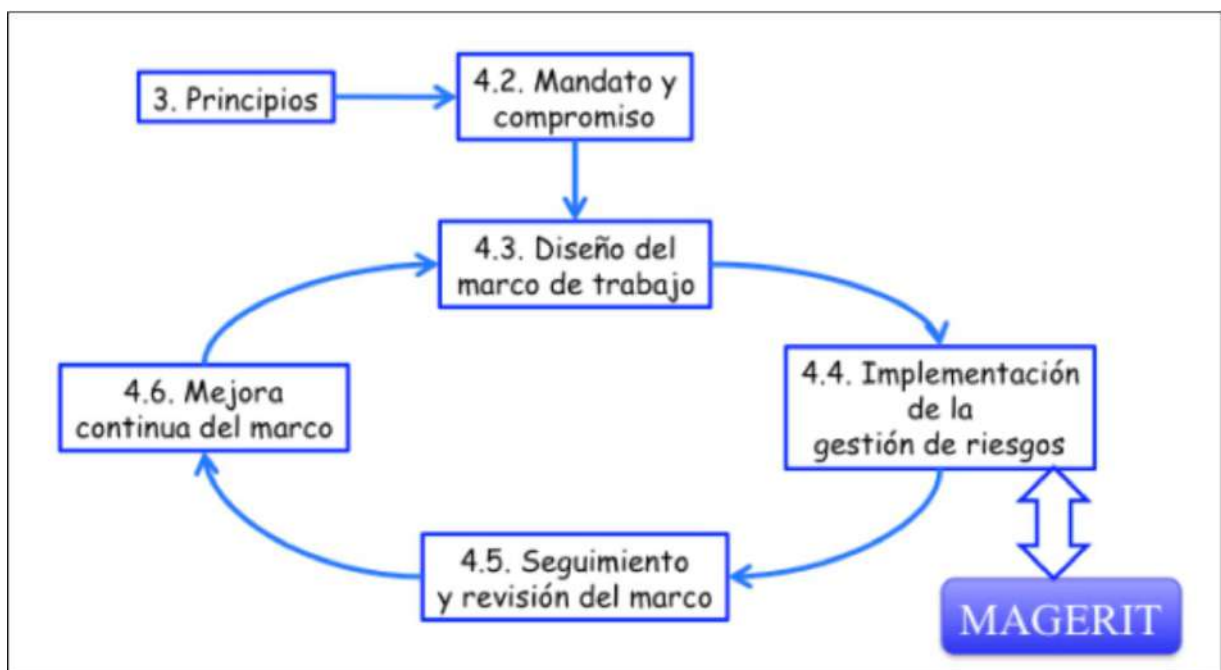 3. Principios
4.2. Mandato y
compromiso
4.3. Diseño del
marco de trabajo
4.4. Implementación
de la
gestión de riesgos
4.6. Mejora
continua del marco
4.5. Seguimiento
y revisión del marco
MAGERIT